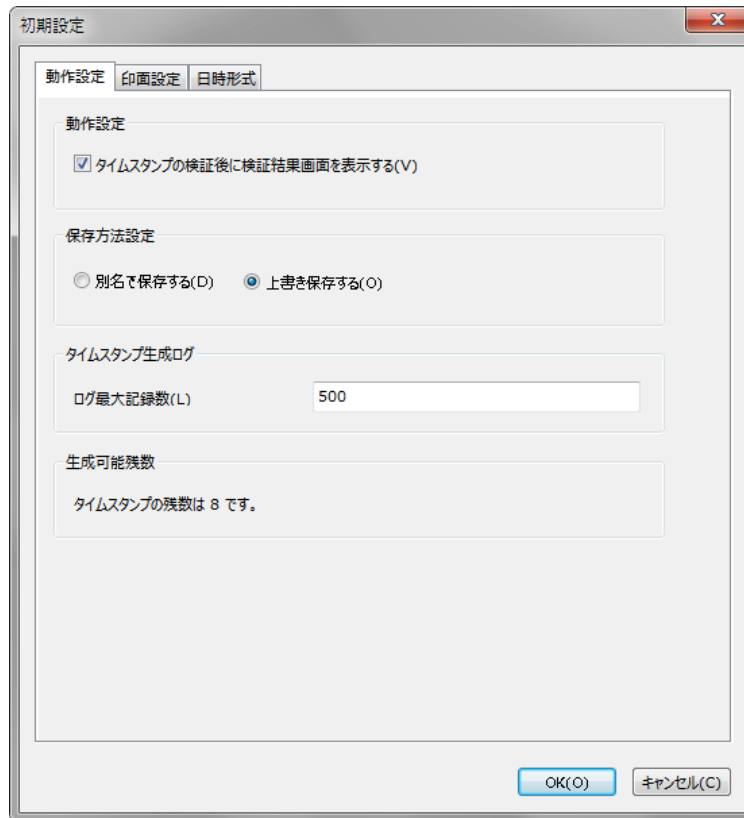 初期設定
動作設定 印面設定 日時形式
動作設定
タイムスタンプの検証後に検証結果画面を表示する(V)
保存方法設定
別名で保存する(D) 上書き保存する(O)
タイムスタンプ生成ログ
ログ最大記録数(L) 500
生成可能残数
タイムスタンプの残数は 8 です。
OK(O) キャンセル(C)